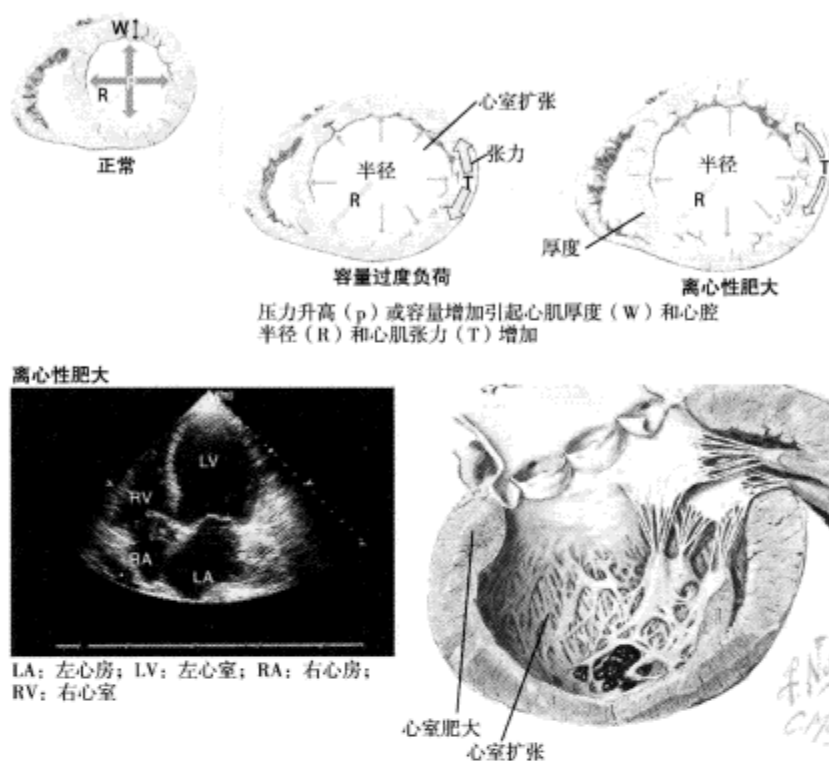 W
R
正常
心室扩张
张力
半径
T
R
容量过度负荷
半径
T
R
厚度
离心性肥大
压力升高（p）或容量增加引起心肌厚度（W）和心腔
半径（R）和心肌张力（T）增加
离心性肥大
LV
RV
RA
LA
LA：左心房；LV：左心室；RA：右心房；
RV：右心室
心室肥大
心室扩张